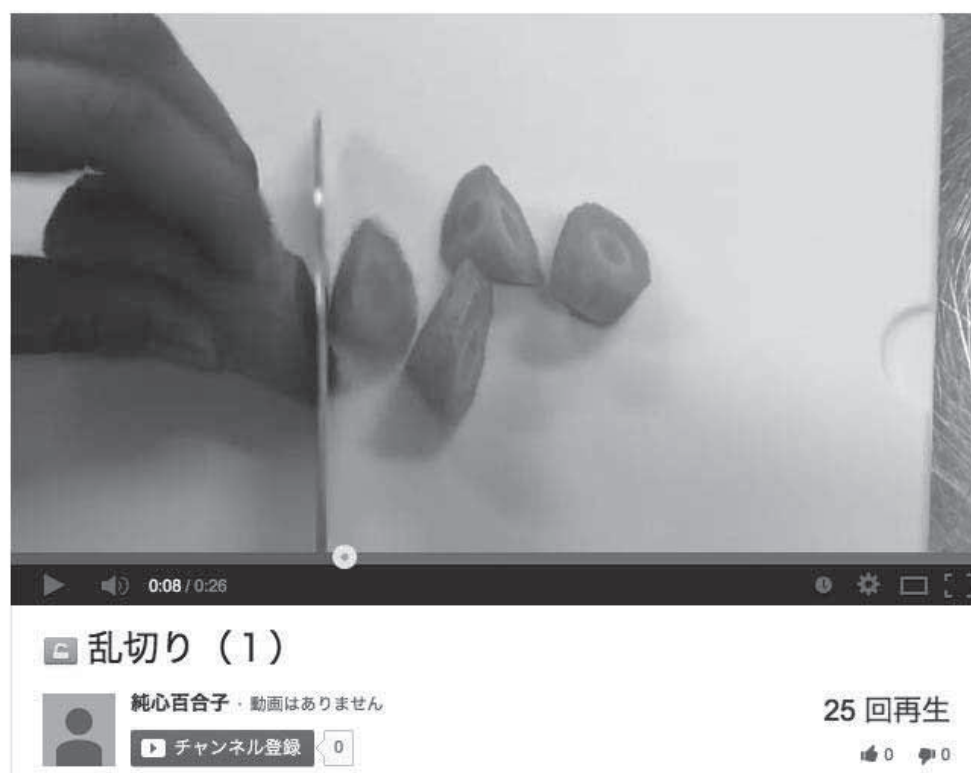 0:08 / 0:26
乱切り（1）
純心百合子 · 動画はありません
チャンネル登録 0
25 回再生
0 0